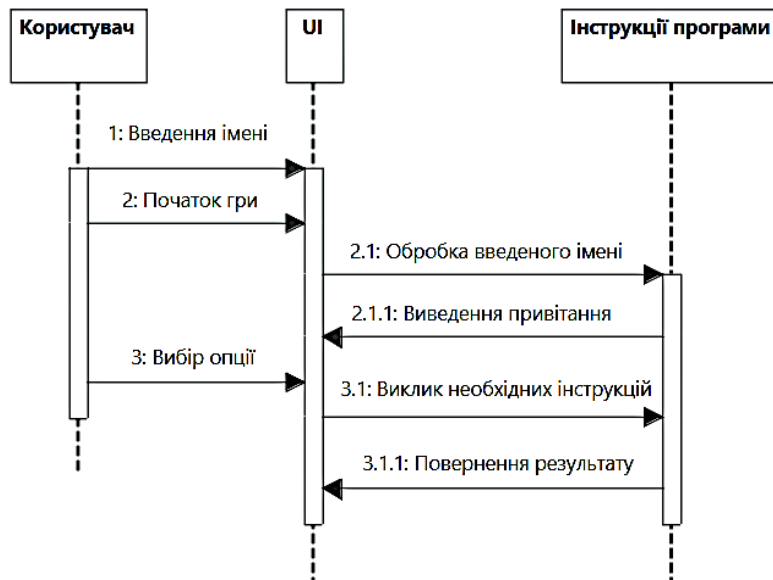 Користувач
UI
Інструкції програми
1: Введення імені
2: Початок гри
2.1: Обробка введеного імені
2.1.1: Виведення привітання
3: Вибір опції
3.1: Виклик необхідних інструкцій
3.1.1: Повернення результату